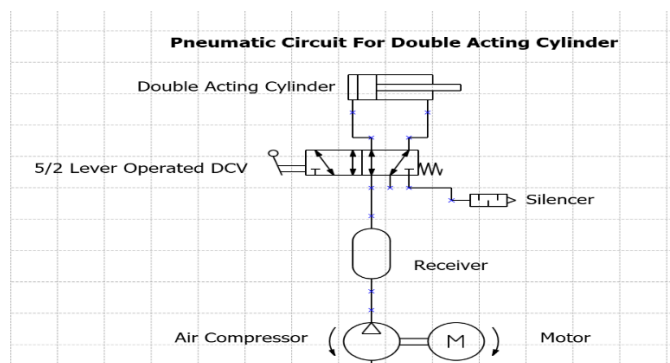 Pneumatic Circuit For Double Acting Cylinder
Double Acting Cylinder
5/2 Lever Operated DCV
Silencer
Receiver
Air Compressor
M
Motor